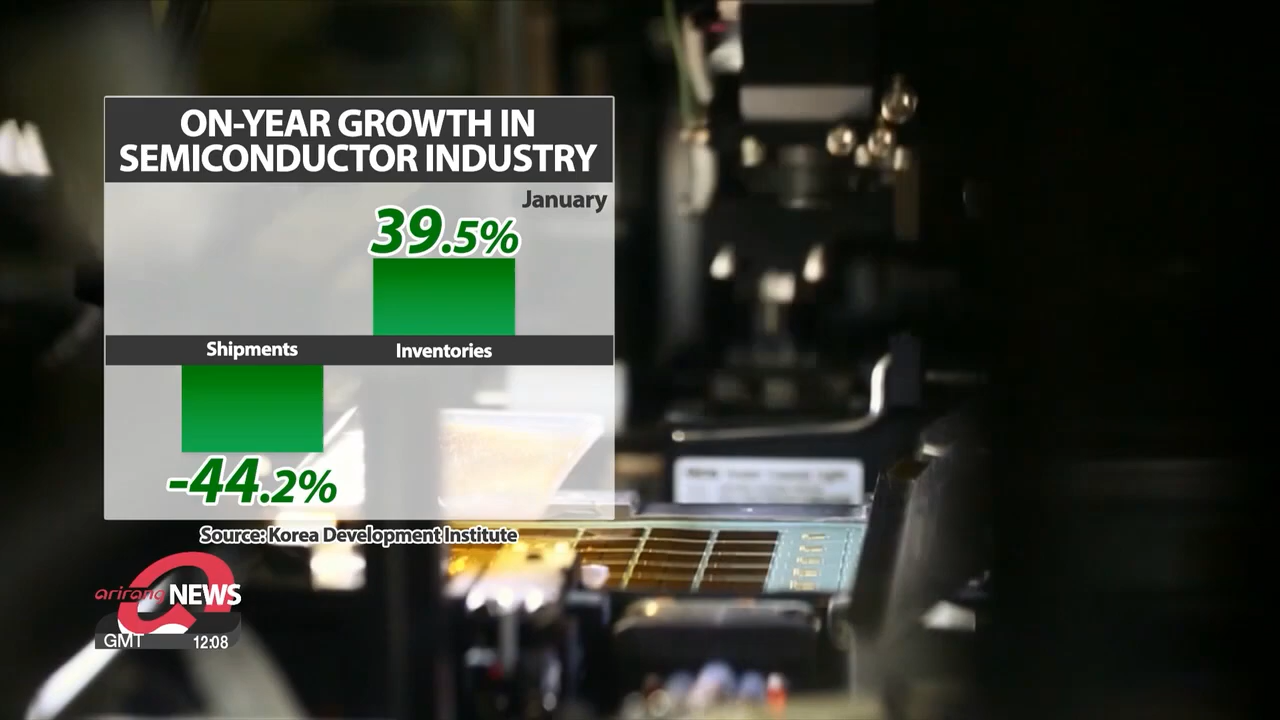 ON-YEAR GROWTH IN
SEMICONDUCTOR INDUSTRY
January
39.5%
Shipments
Inventories
-44.2%
Source: Korea Development Institute
arirang NEWS
GMT 12:08